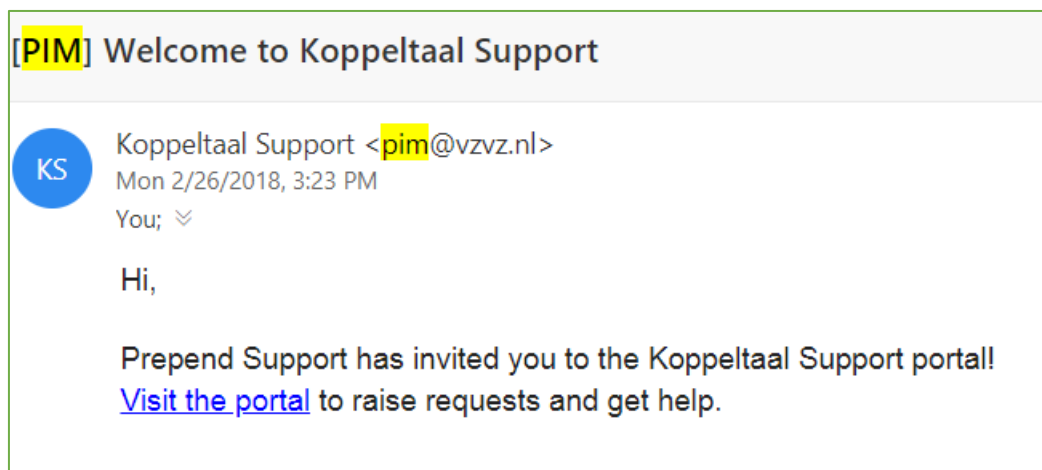 [PIM] Welcome to Koppeltaal Support
KS
Koppeltaal Support <pim@vzvz.nl>
Mon 2/26/2018, 3:23 PM
You;
Hi,
Prepend Support has invited you to the Koppeltaal Support portal!
Visit the portal to raise requests and get help.